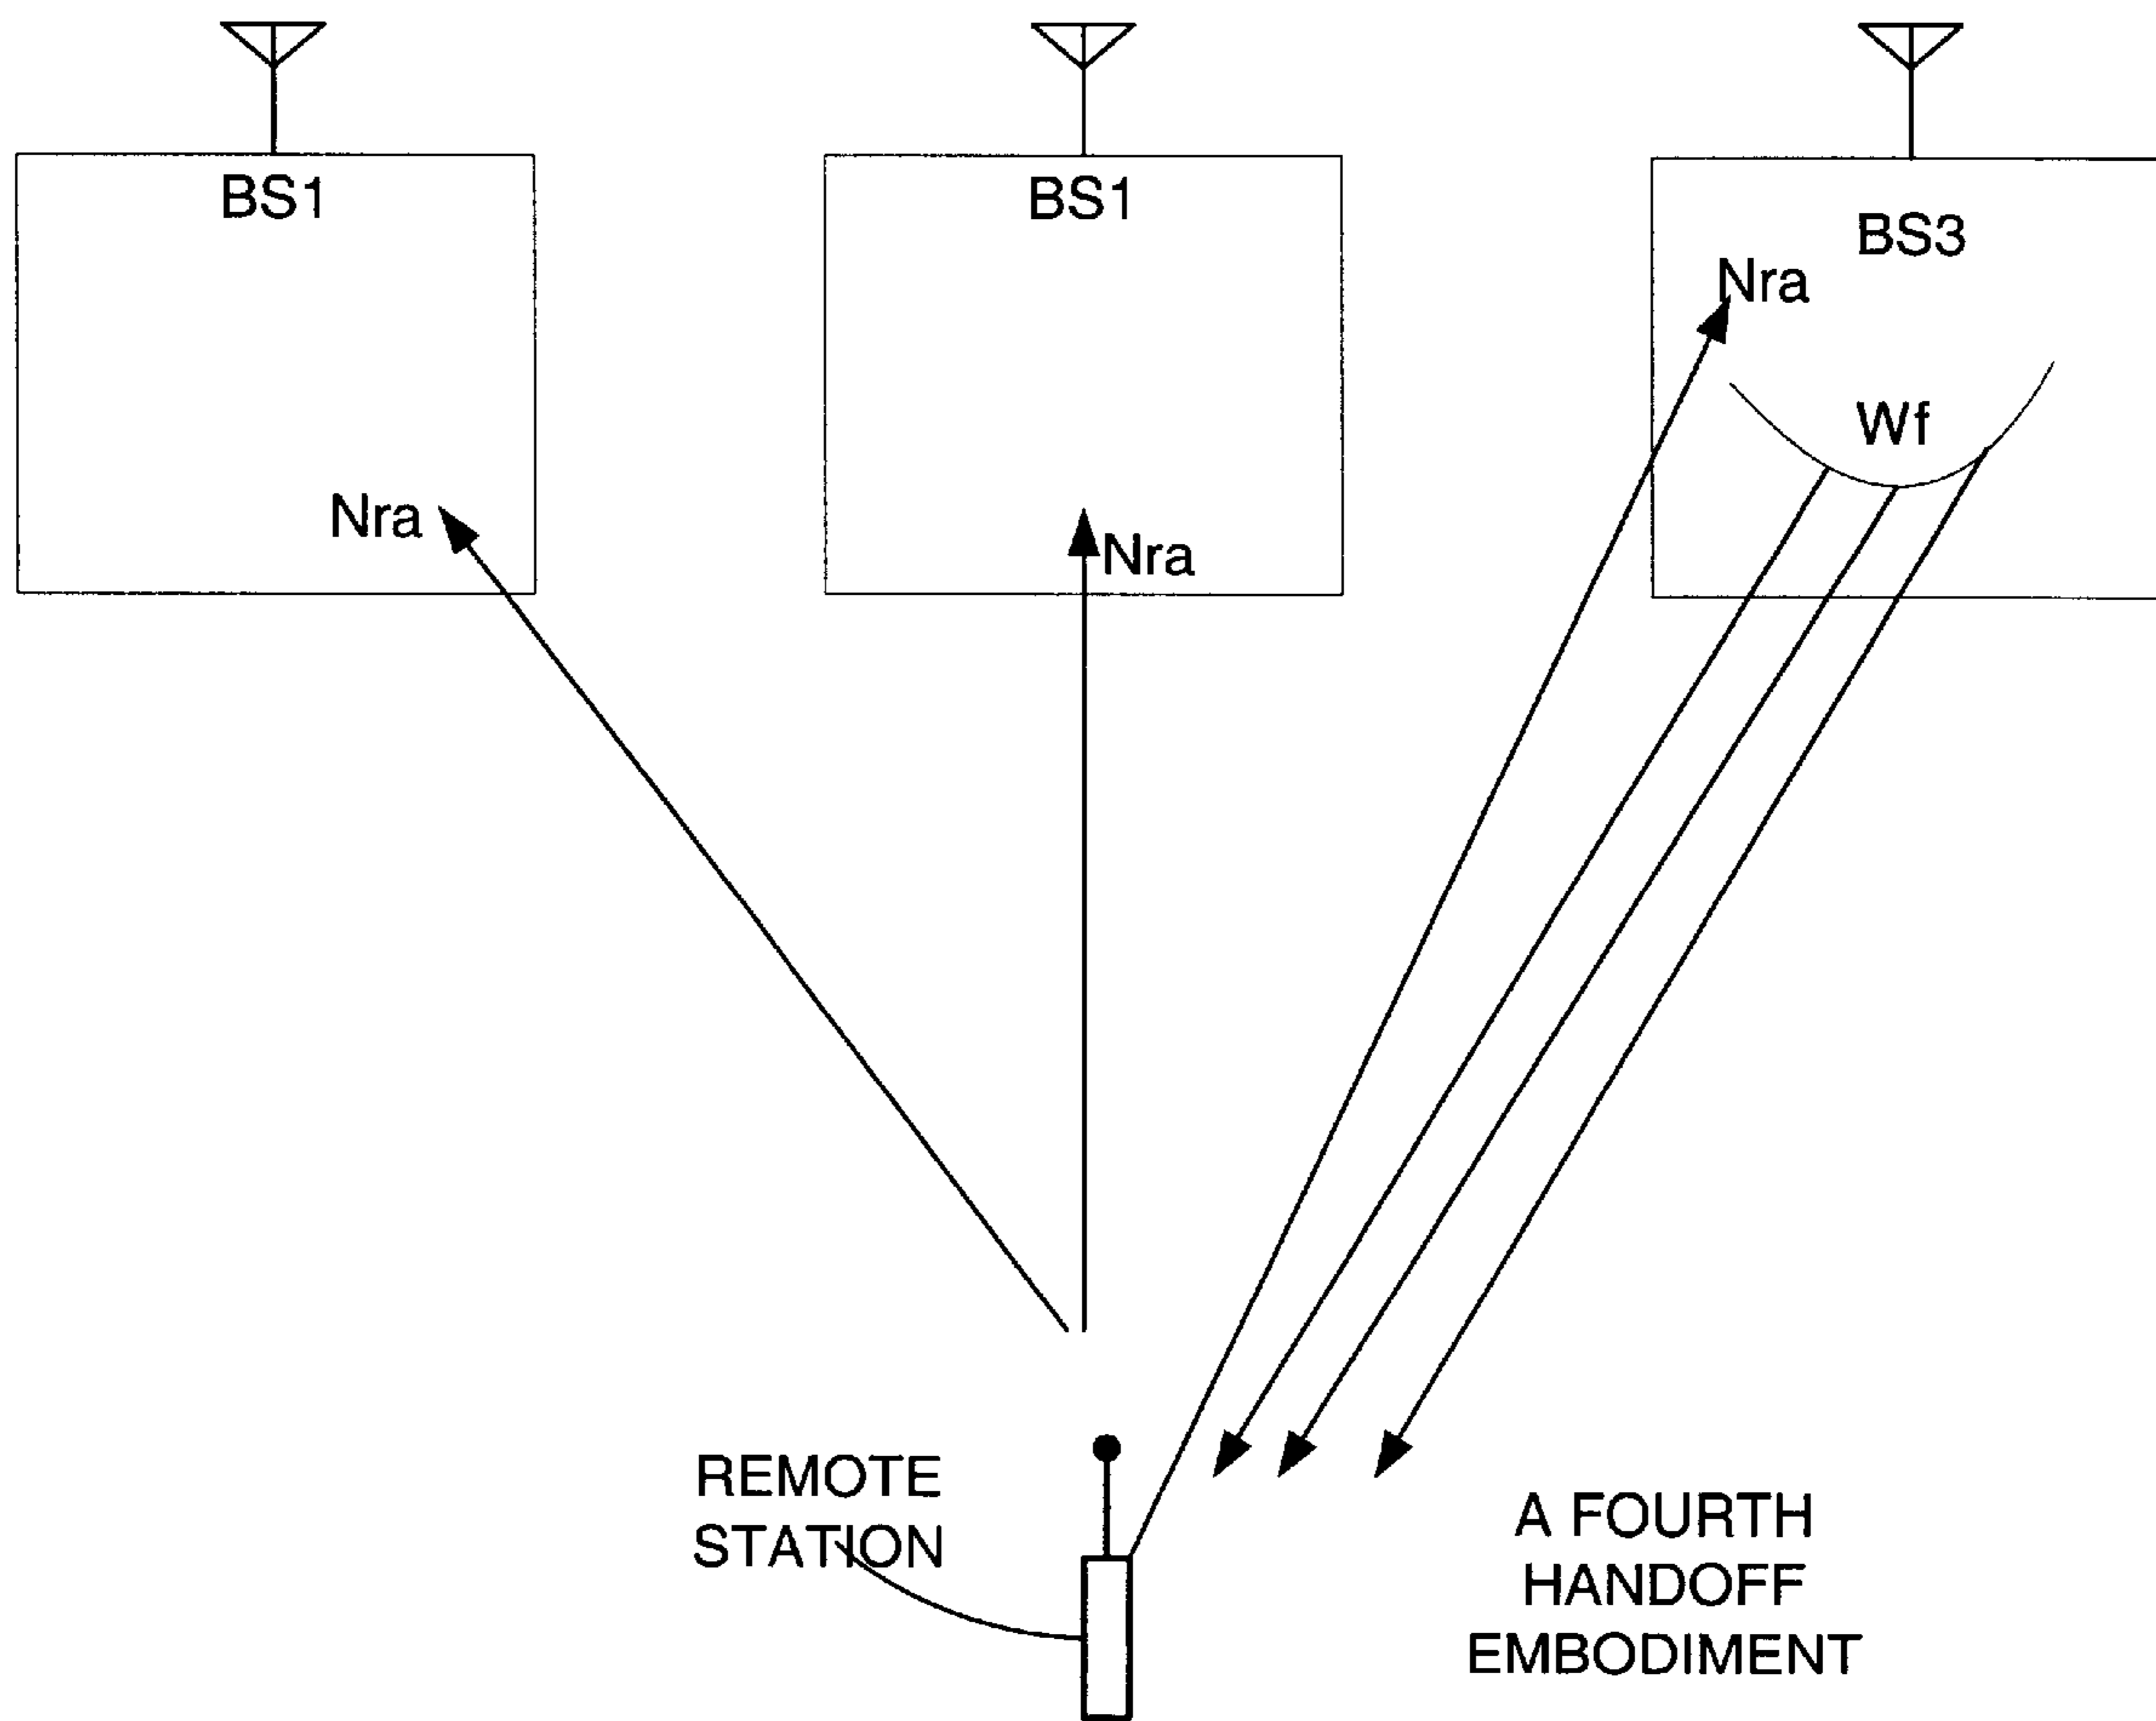 BS1
BS1
BS3
Nra
Wf
Nra
Nra
REMOTE
STATION
A FOURTH
HANDOFF
EMBODIMENT